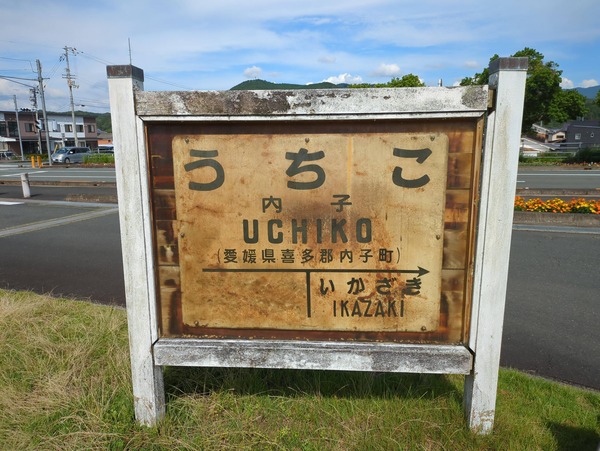 うちこ
内子
UCHIKO
(愛媛県喜多郡内子町)
いかざき
IKAZAKI